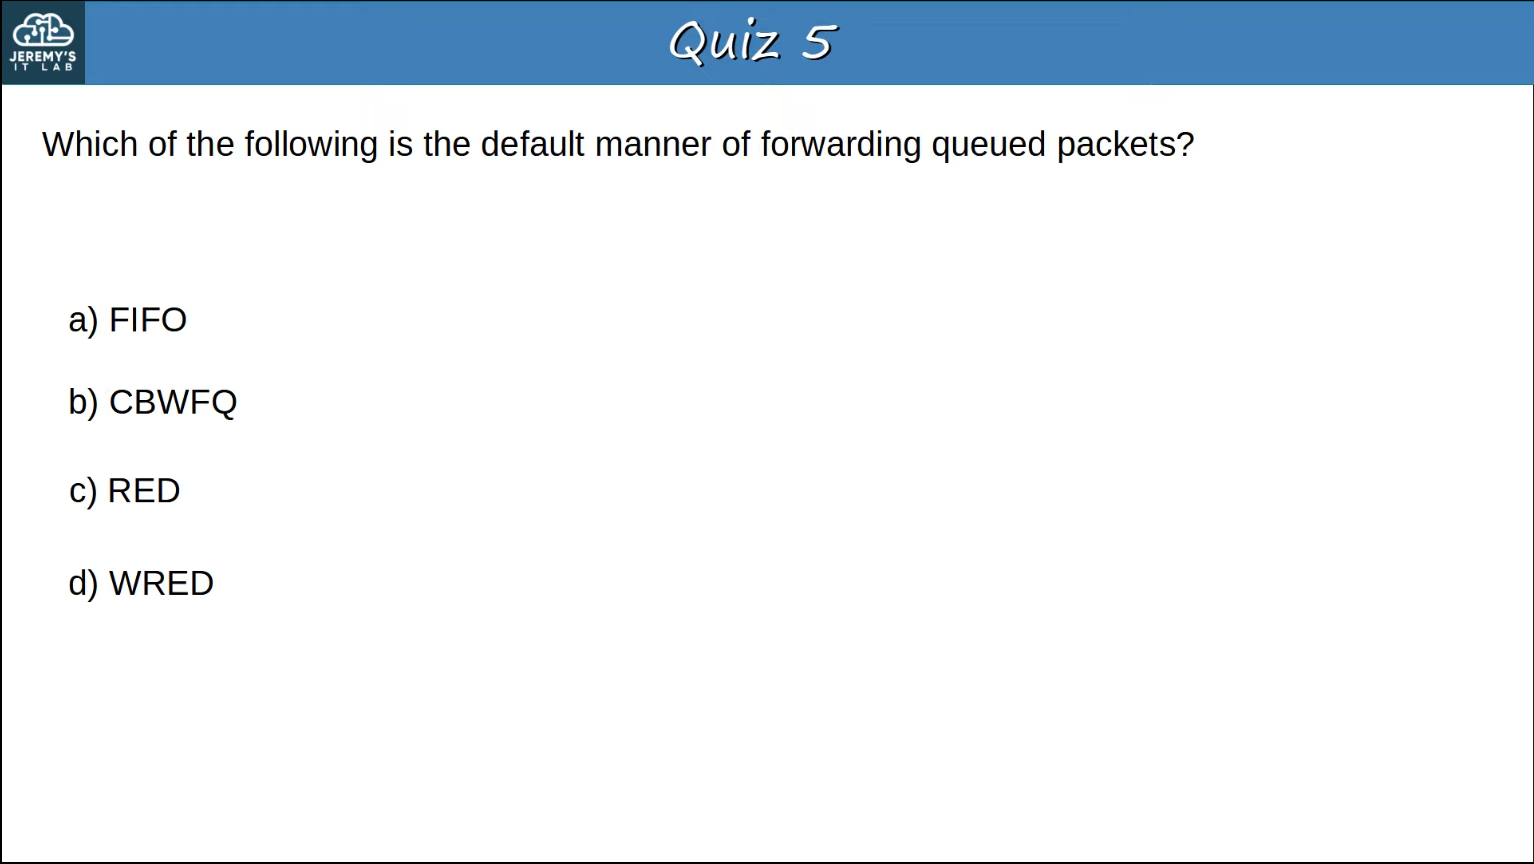 JEREMY'S
IT LAB
Quiz 5
Which of the following is the default manner of forwarding queued packets?
a) FIFO
b) CBWFQ
c) RED
d) WRED